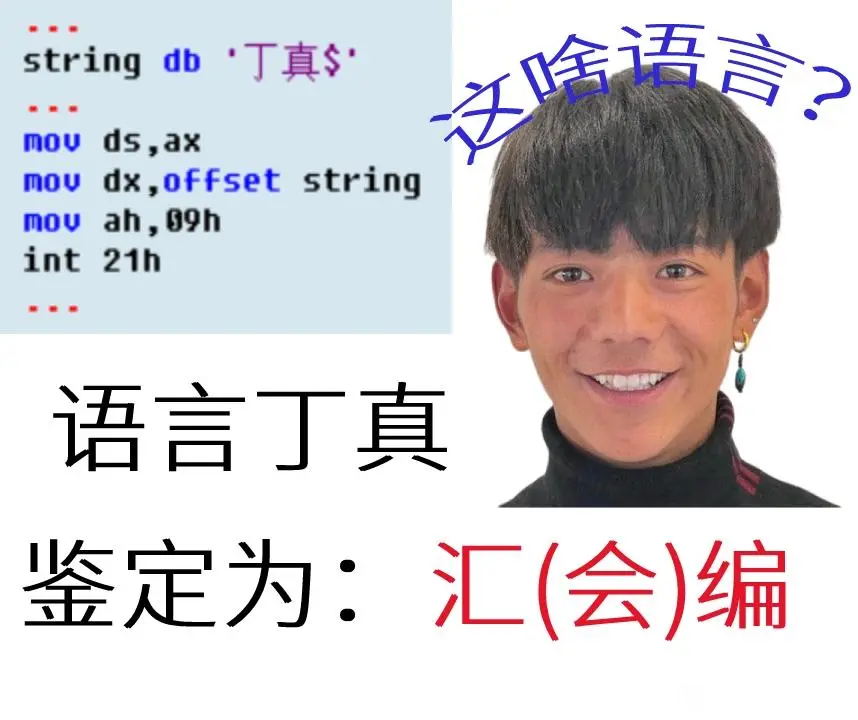 ...
string db '丁真$'
...
mov ds,ax
mov dx,offset string
mov ah,09h
int 21h
...
这啥语言?
语言丁真
鉴定为：汇(会)编